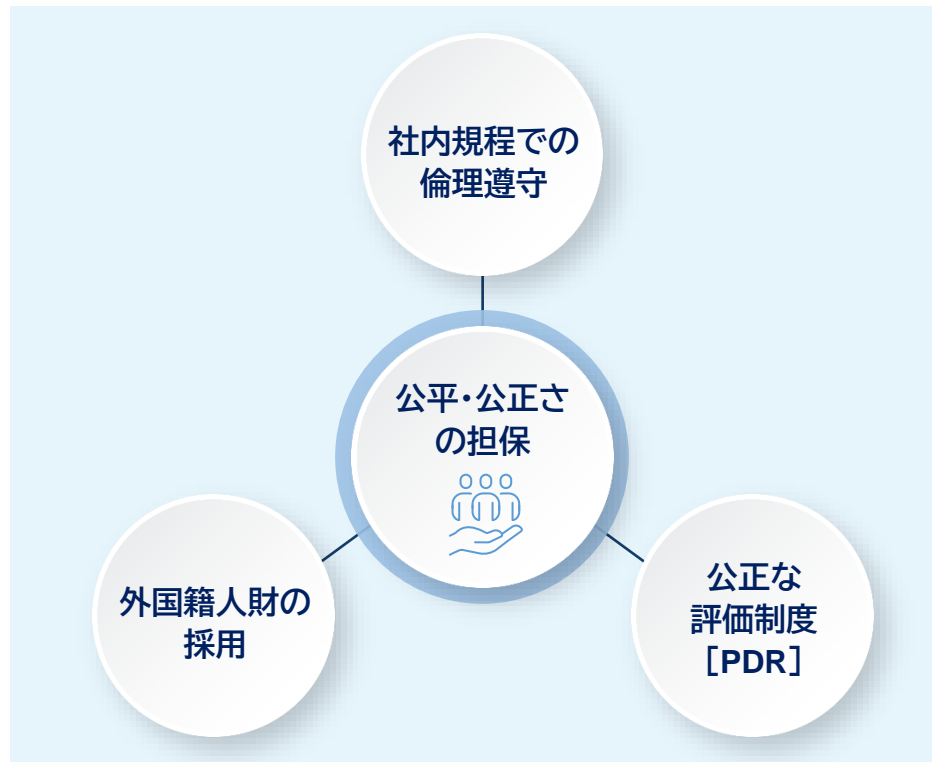 社内規程での
倫理遵守
公平・公正さ
の担保
外国籍人財の
採用
公正な
評価制度
［PDR］